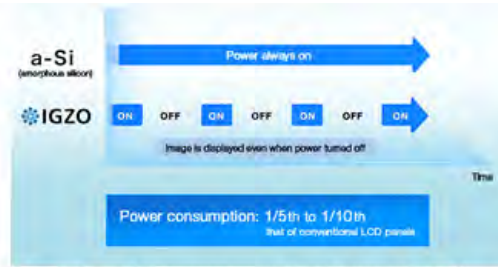 a-Si
(amorphous silicon)
Power always on
IGZO
ON OFF ON OFF ON OFF ON
Image is displayed even when power turned off
Time
Power consumption: 1/5th to 1/10th
that of conventional LCD panels